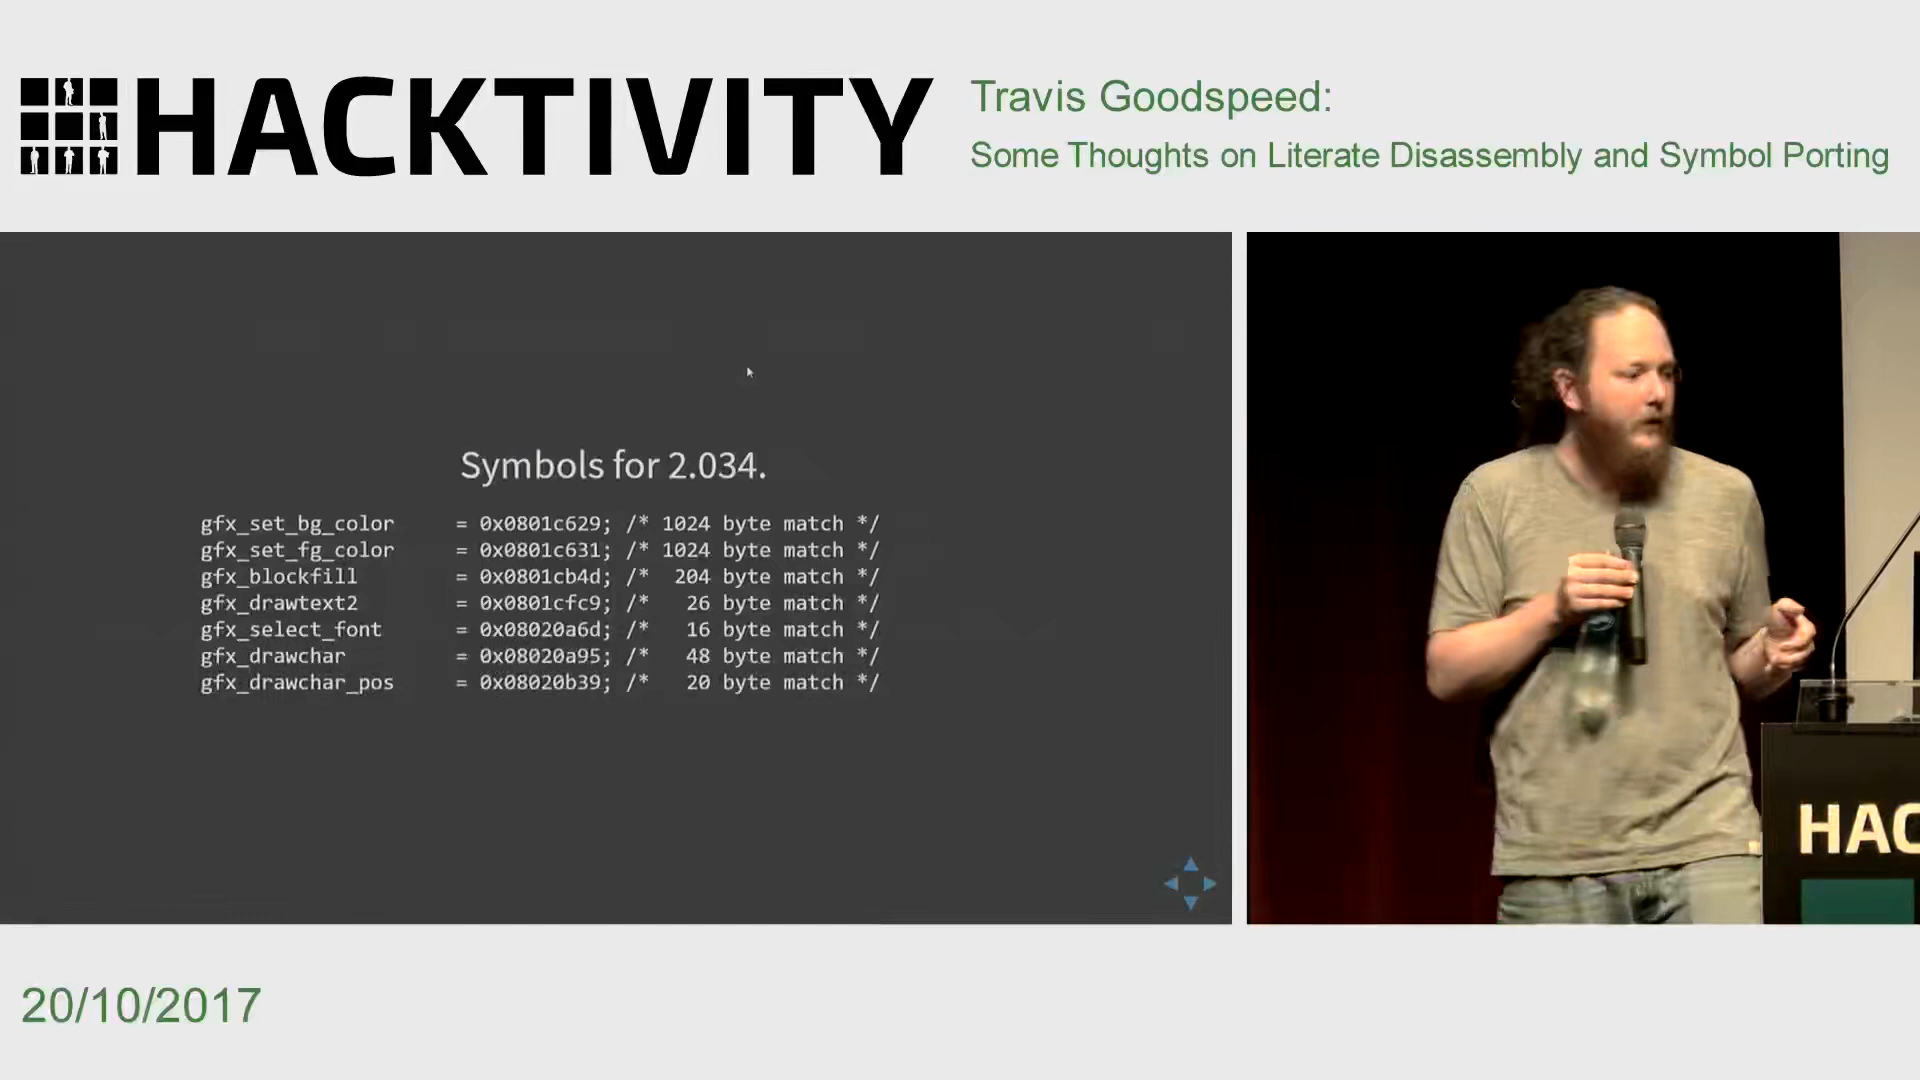 HACKTIVITY
Travis Goodspeed:
Some Thoughts on Literate Disassembly and Symbol Porting
Symbols for 2.034.
gfx_set_bg_color = 0x0801c629; /* 1024 byte match */
gfx_set_fg_color = 0x0801c631; /* 1024 byte match */
gfx_blockfill = 0x0801cb4d; /* 204 byte match */
gfx_drawtext2 = 0x0801cfc9; /* 26 byte match */
gfx_select_font = 0x08020a6d; /* 16 byte match */
gfx_drawchar = 0x08020a95; /* 48 byte match */
gfx_drawchar_pos = 0x08020b39; /* 20 byte match */
HAC
20/10/2017